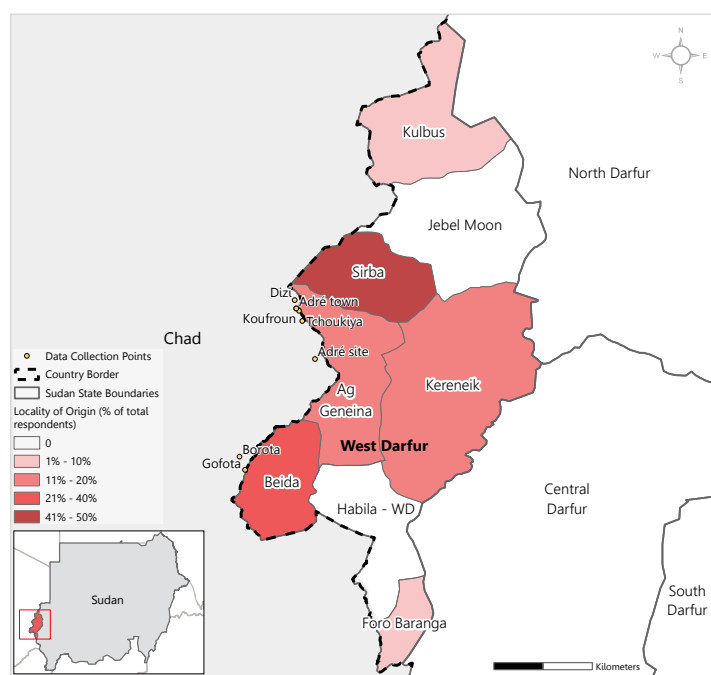 N
W
E
S
Kulbus
North Darfur
Jebel Moon
Sirba
Dizi
Adré town
Koufroun
Tchoukiya
Chad
Adré site
Ag
Geneina
Kereneik
West Darfur
Borota
Gofota
Beida
Habila - WD
Central
Darfur
Foro Baranga
South
Darfur
Data Collection Points
Country Border
Sudan State Boundaries
Locality of Origin (% of total
respondents)
0
1% - 10%
11% - 20%
21% - 40%
41% - 50%
Sudan
Kilometers